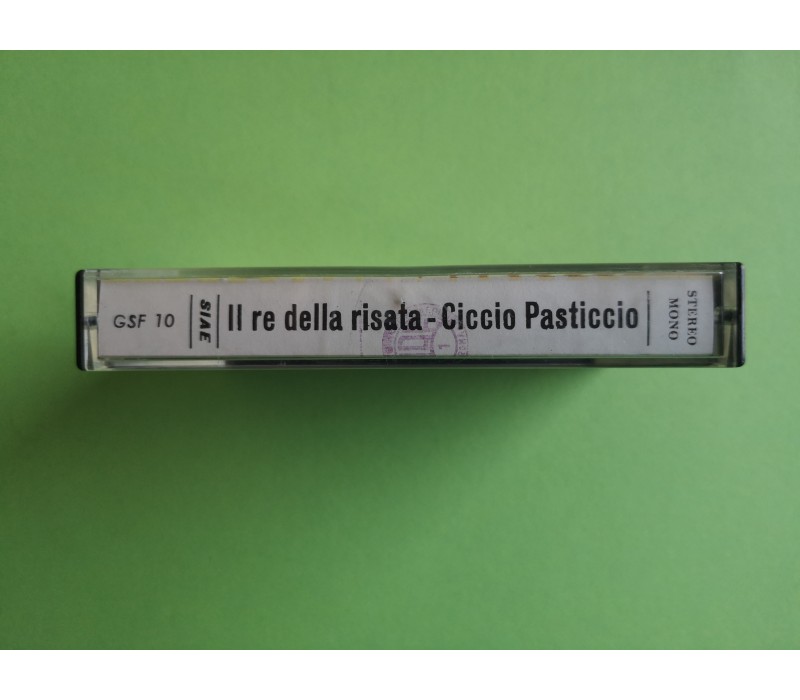 GSF 10
SIAE
Il re della risata - Ciccio Pasticcio
STEREO
MONO